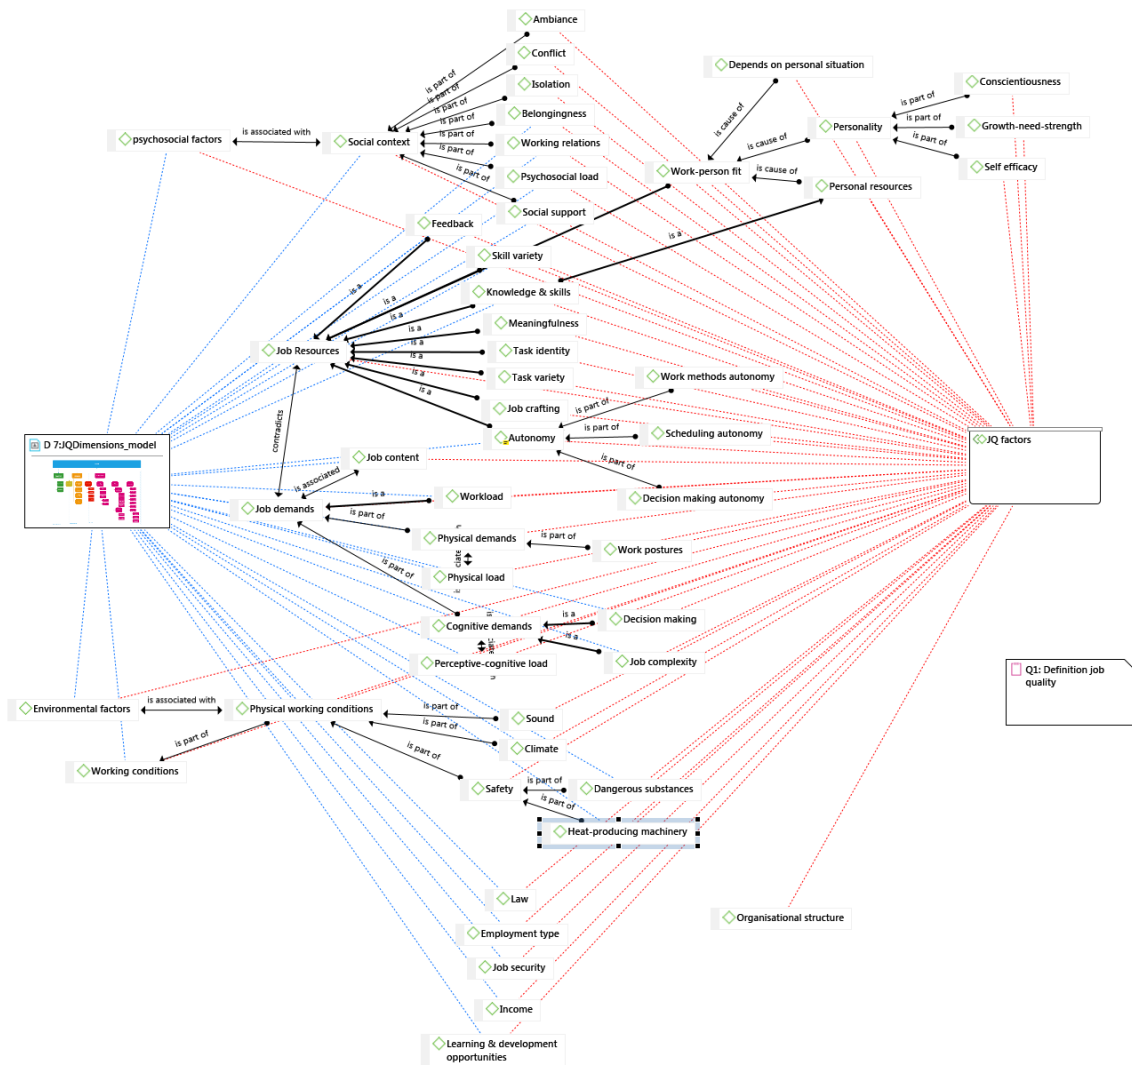 Ambiance
Conflict
Depends on personal situation
Isolation
Conscientiousness
is part of
is part of
is part of
is part of
is part of
is part of
is part of
Belongingness
is cause of
is part of
is part of
is part of
Personality
Growth-need-strength
psychosocial factors
is associated with
Social context
Working relations
is cause of
Self efficacy
Work-person fit
is cause of
Psychosocial load
Personal resources
Social support
Feedback
is a
Skill variety
is a
is a
Knowledge & skills
is a
Meaningfulness
is a
is a
Job Resources
Task identity
is a
is a
Task variety
Work methods autonomy
Job crafting
is part of
contradicts
D 7:JQDimensions_model
Autonomy
is part of
Scheduling autonomy
JQ factors
Job content
is part of
is associated
is a
Workload
Decision making autonomy
Job demands
is part of
Physical demands
is part of
Work postures
ciate
is part of
Physical load
is
is a
Decision making
Cognitive demands
is a
ciate
Perceptive-cognitive load
Job complexity
Q1: Definition job
quality
is associated with
Environmental factors
Physical working conditions
is part of
Sound
is part of
is part of
Climate
Working conditions
is part of
Safety
is part of
Dangerous substances
is part of
Heat-producing machinery
Law
Organisational structure
Employment type
Job security
Income
Learning & development
opportunities